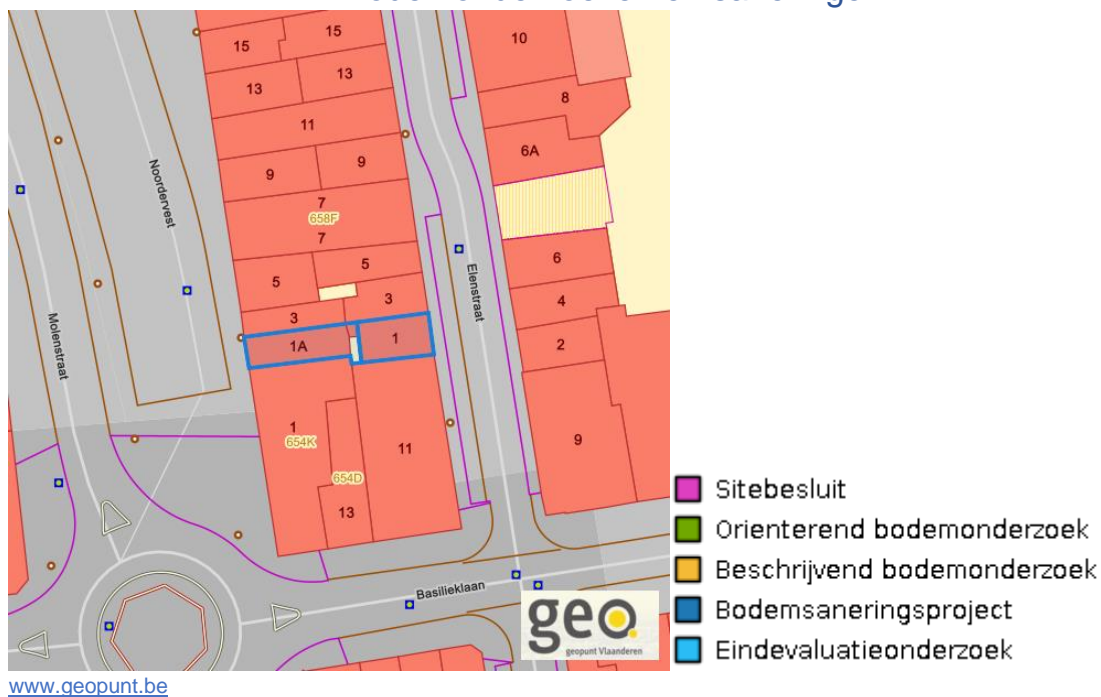 15 15 10
13 13 8
11
6A
9 9
7
658F
7
5 5 6
3 4
3
1A 1 2
1 9
654K 11
654D
13
Noordervest
Molenstraat
Elenstraat
Basilieklaan
geo.
geopunt Vlaanderen
Sitebesluit
Orienterend bodemonderzoek
Beschrijvend bodemonderzoek
Bodemsaneringsproject
Eindevaluatieonderzoek
www.geopunt.be